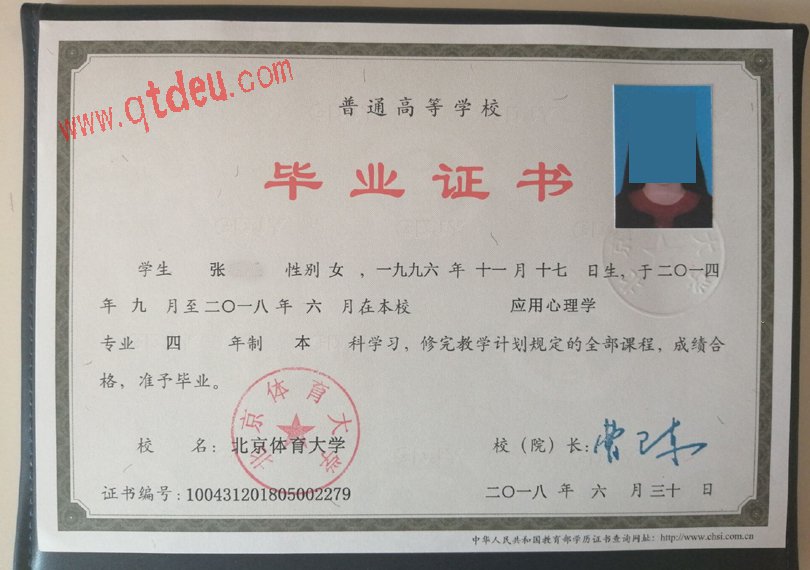 www.qtdeu.com
普通高等学校
毕业证书
学生 张 性别 女 ，一九九六 年 十一 月 十七 日生，于二〇一四
年 九 月至二〇一八 年 六 月在本校 应用心理学
专业 四 年制 本 科学习，修完教学计划规定的全部课程，成绩合
格，准予毕业。
北京体育大学
校 名：北京体育大学 校（院）长：
证书编号：100431201805002279 二〇一八 年 六 月 三十 日
中华人民共和国教育部学历证书查询网址：http://www.chsi.com.cn